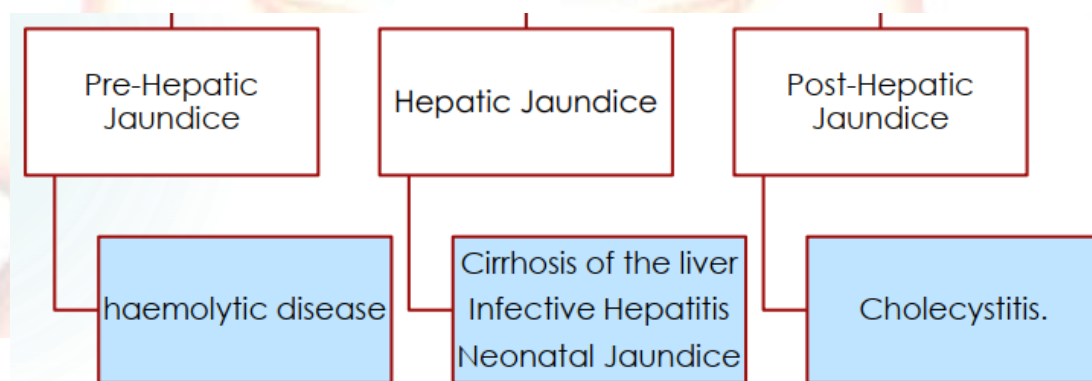 Pre-Hepatic
Jaundice
Hepatic Jaundice
Post-Hepatic
Jaundice
haemolytic disease
Cirrhosis of the liver
Infective Hepatitis
Neonatal Jaundice
Cholecystitis.